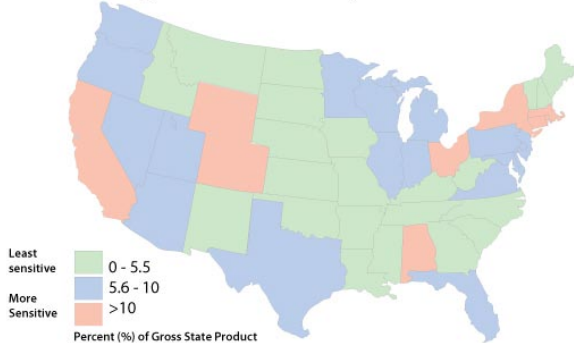 Least
sensitive
0 - 5.5
5.6 - 10
More
Sensitive
>10
Percent (%) of Gross State Product